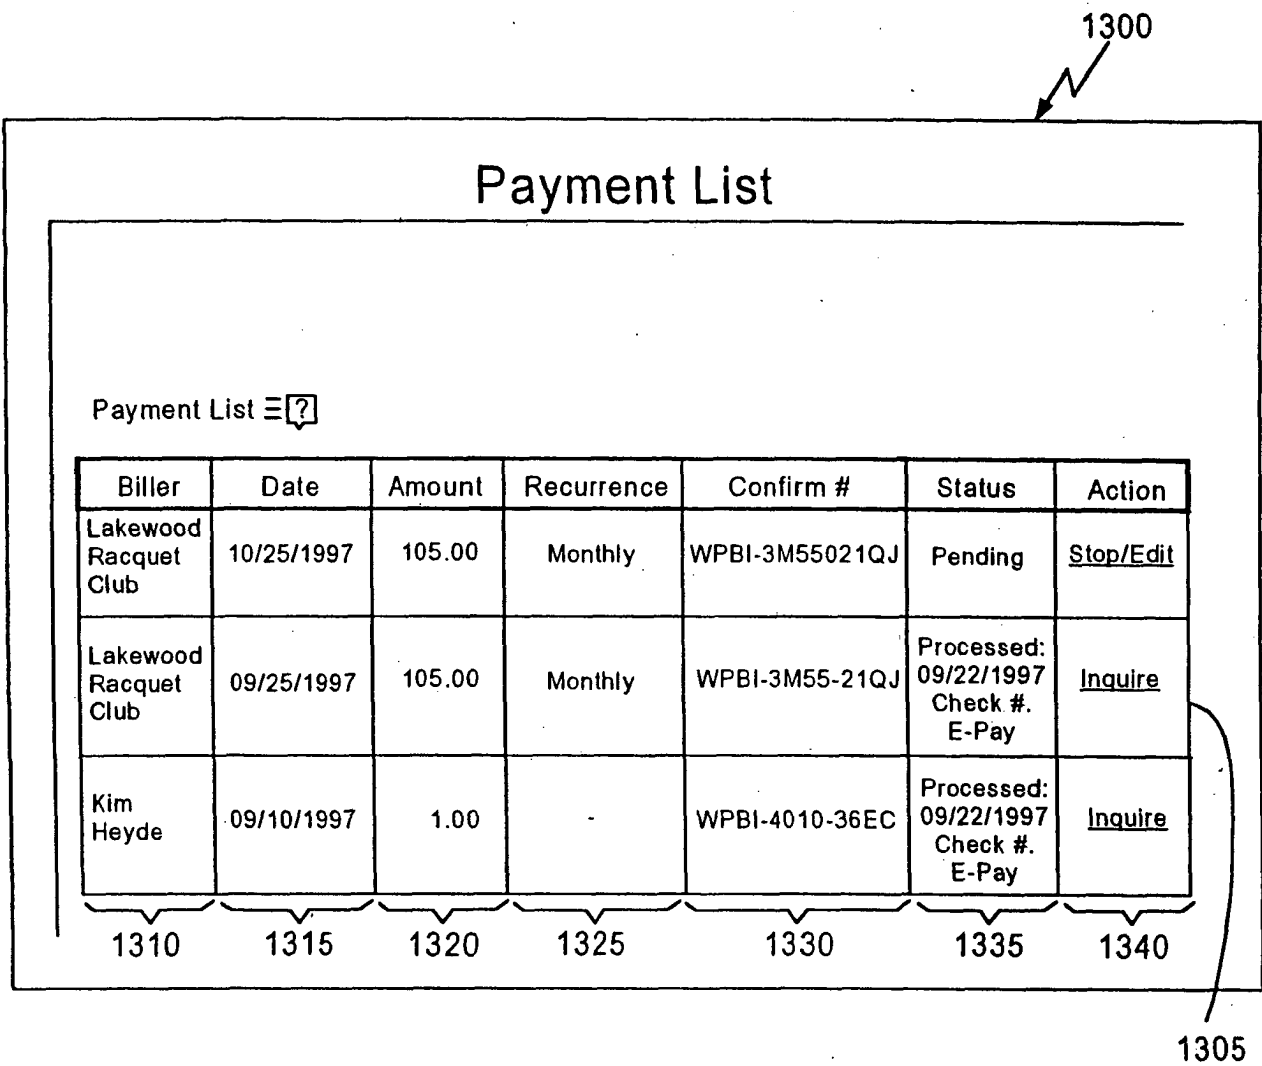 1300
Payment List
Payment List ☰?
Biller Date Amount Recurrence Confirm # Status Action
Lakewood
Racquet
Club
10/25/1997 105.00 Monthly WPBI-3M55021QJ Pending Stop/Edit
Lakewood
Racquet
Club
09/25/1997 105.00 Monthly WPBI-3M55-21QJ
Processed:
09/22/1997
Check #.
E-Pay
Inquire
Kim
Heyde
09/10/1997 1.00 - WPBI-4010-36EC
Processed:
09/22/1997
Check #.
E-Pay
Inquire
1310 1315 1320 1325 1330 1335 1340
1305